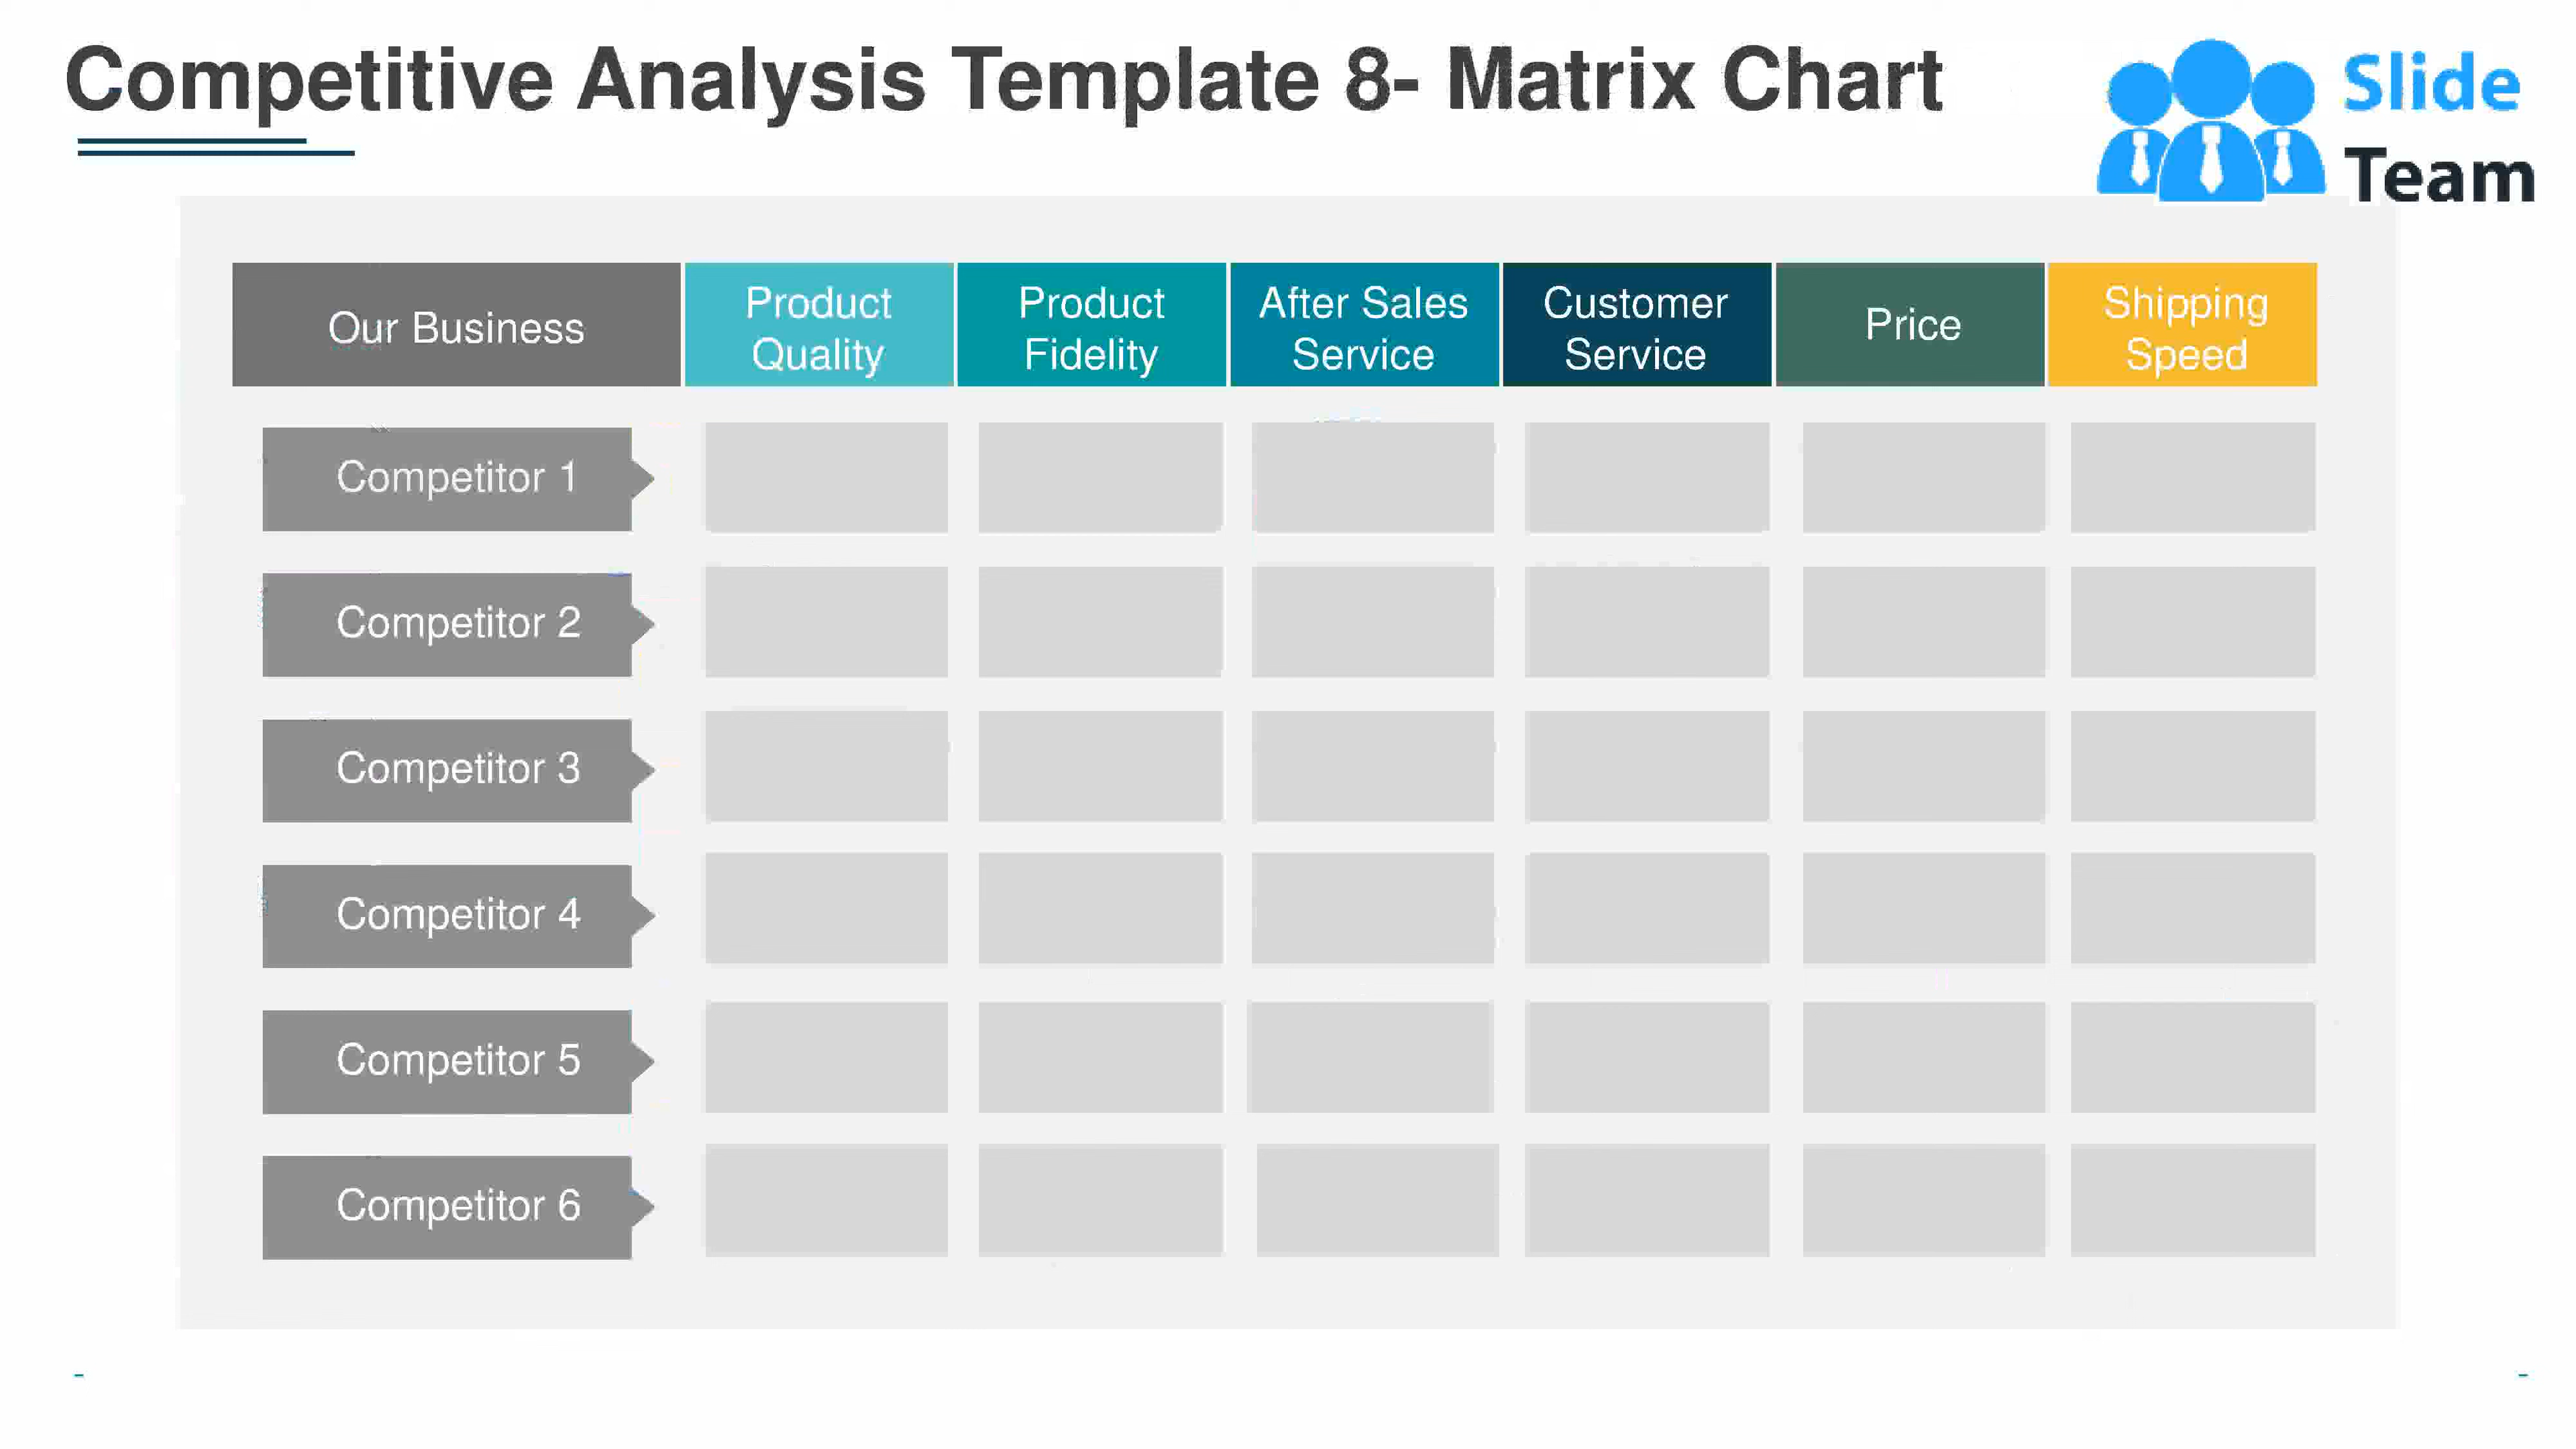 Competitive Analysis Template 8- Matrix Chart
Slide
Team
Our Business
Product
Quality
Product
Fidelity
After Sales
Service
Customer
Service
Price
Shipping
Speed
Competitor 1
Competitor 2
Competitor 3
Competitor 4
Competitor 5
Competitor 6